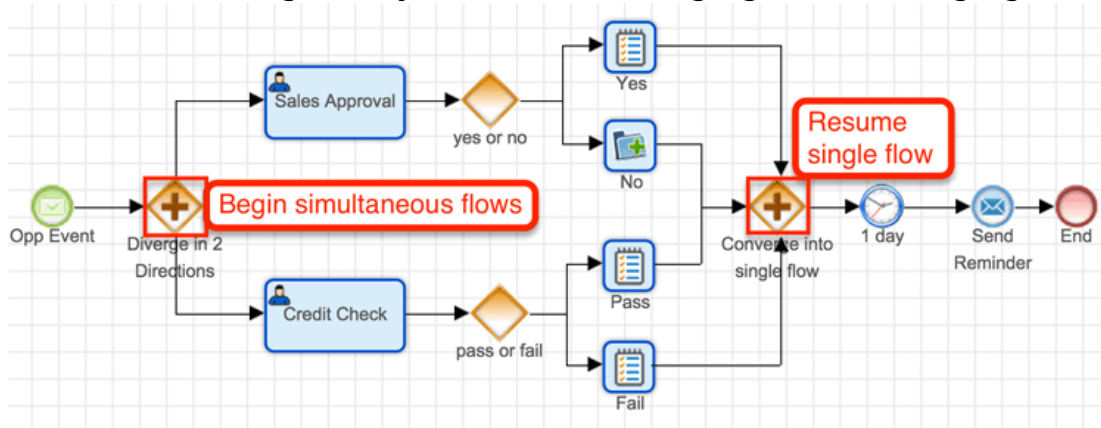 Yes
Sales Approval
yes or no
Resume
single flow
No
Begin simultaneous flows
Opp Event
Diverge in 2
Directions
Converge into
single flow
1 day
Send
Reminder
End
Credit Check
Pass
pass or fail
Fail